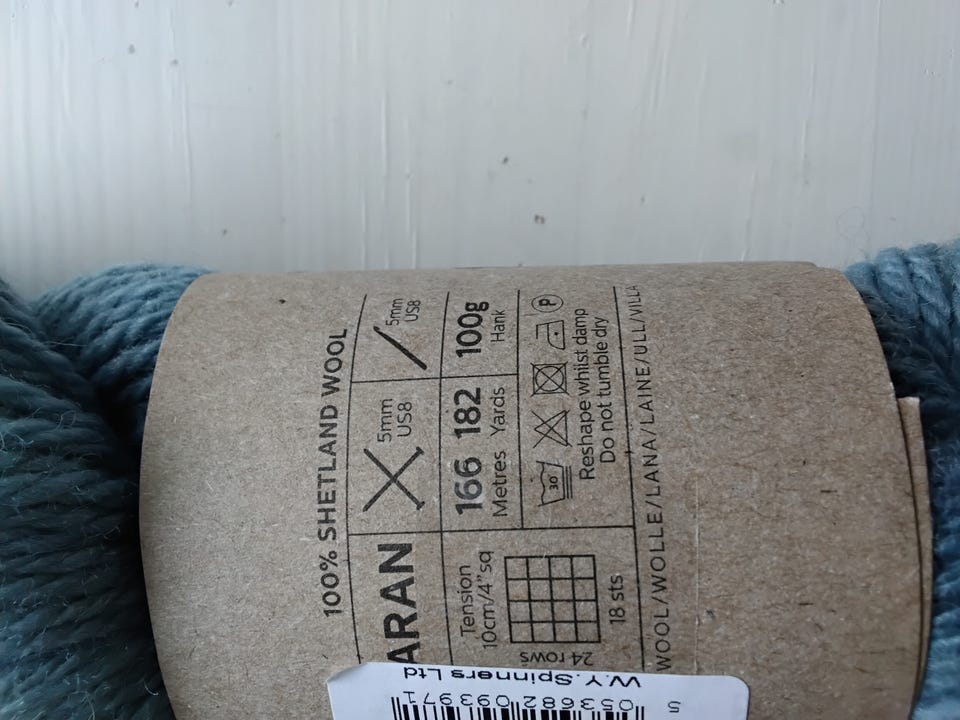 100% SHETLAND WOOL
ARAN
5mm
US8
5mm
US8
Tension
10cm/4"sq
24 rows
18 sts
166 182
Metres Yards
100g
Hank
30°
P
Reshape whilst damp
Do not tumble dry
WOOL/WOLLE/LANA/LAINE/ULL/VILLA
W.Y.Spinners Ltd
5 053682 093971